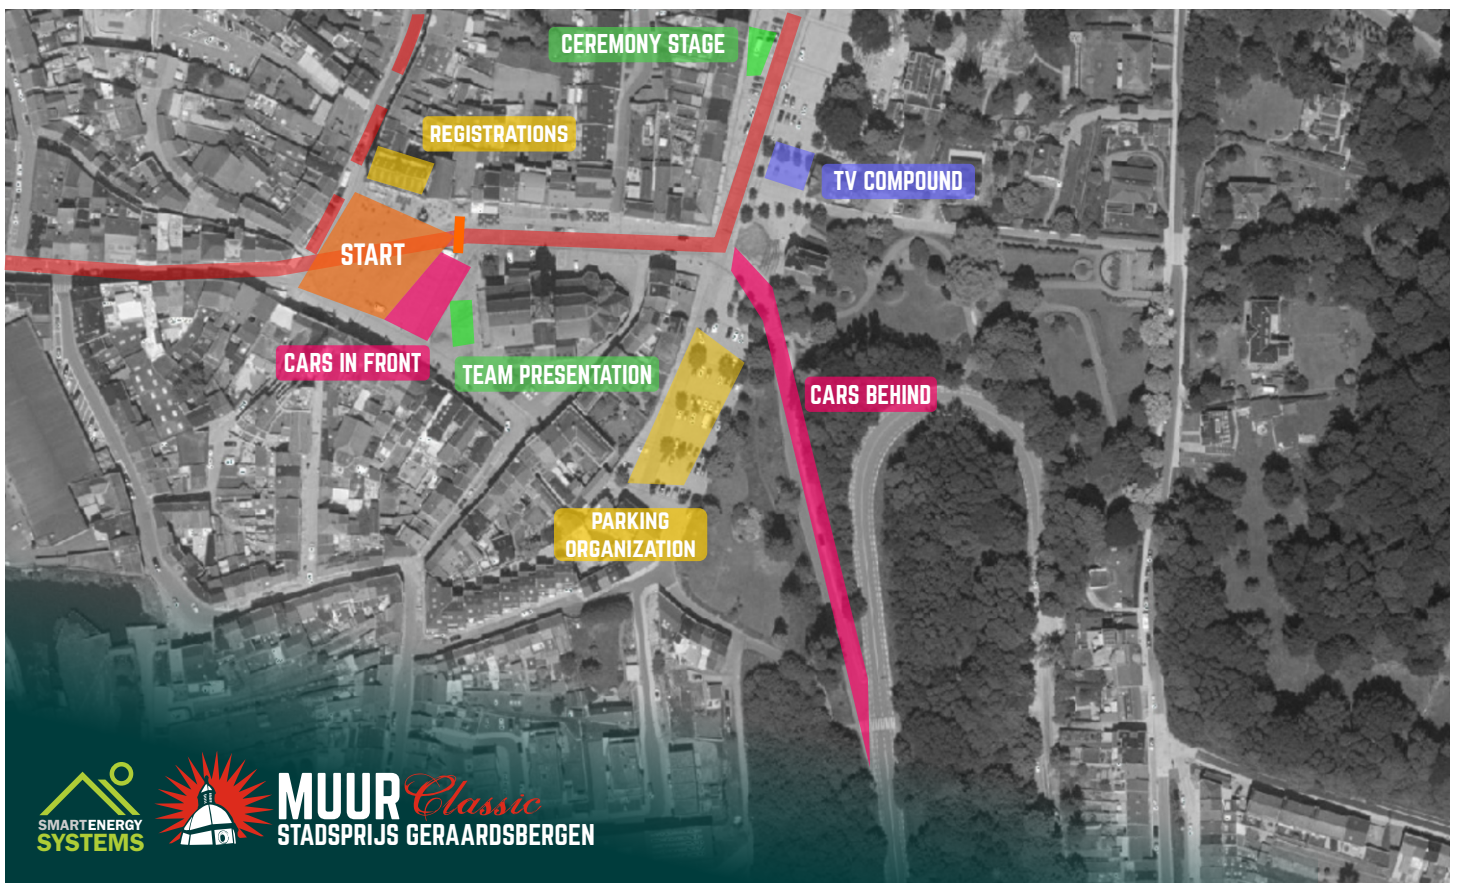 CEREMONY STAGE
REGISTRATIONS
TV COMPOUND
START
CARS IN FRONT
TEAM PRESENTATION
CARS BEHIND
PARKING
ORGANIZATION
SMARTENERGY
SYSTEMS
MUUR Classic
STADSPRIJS GERAARDSBERGEN